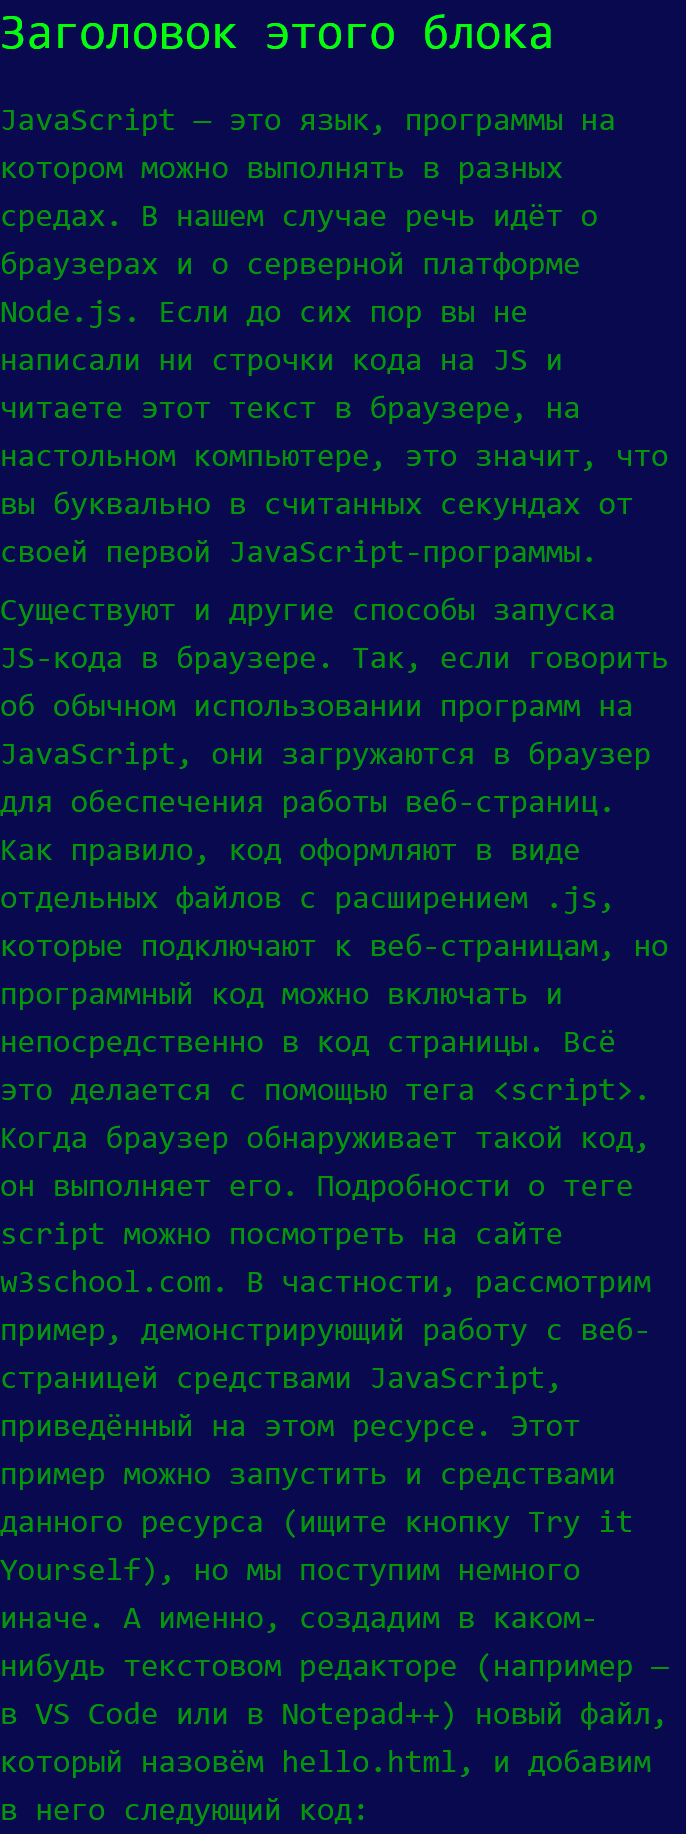 Заголовок этого блока
JavaScript — это язык, программы на
котором можно выполнять в разных
средах. В нашем случае речь идёт о
браузерах и о серверной платформе
Node.js. Если до сих пор вы не
написали ни строчки кода на JS и
читаете этот текст в браузере, на
настольном компьютере, это значит, что
вы буквально в считанных секундах от
своей первой JavaScript-программы.
Существуют и другие способы запуска
JS-кода в браузере. Так, если говорить
об обычном использовании программ на
JavaScript, они загружаются в браузер
для обеспечения работы веб-страниц.
Как правило, код оформляют в виде
отдельных файлов с расширением .js,
которые подключают к веб-страницам, но
программный код можно включать и
непосредственно в код страницы. Всё
это делается с помощью тега <script>.
Когда браузер обнаруживает такой код,
он выполняет его. Подробности о теге
script можно посмотреть на сайте
w3school.com. В частности, рассмотрим
пример, демонстрирующий работу с веб-
страницей средствами JavaScript,
приведённый на этом ресурсе. Этот
пример можно запустить и средствами
данного ресурса (ищите кнопку Try it
Yourself), но мы поступим немного
иначе. А именно, создадим в каком-
нибудь текстовом редакторе (например —
в VS Code или в Notepad++) новый файл,
который назовём hello.html, и добавим
в него следующий код: